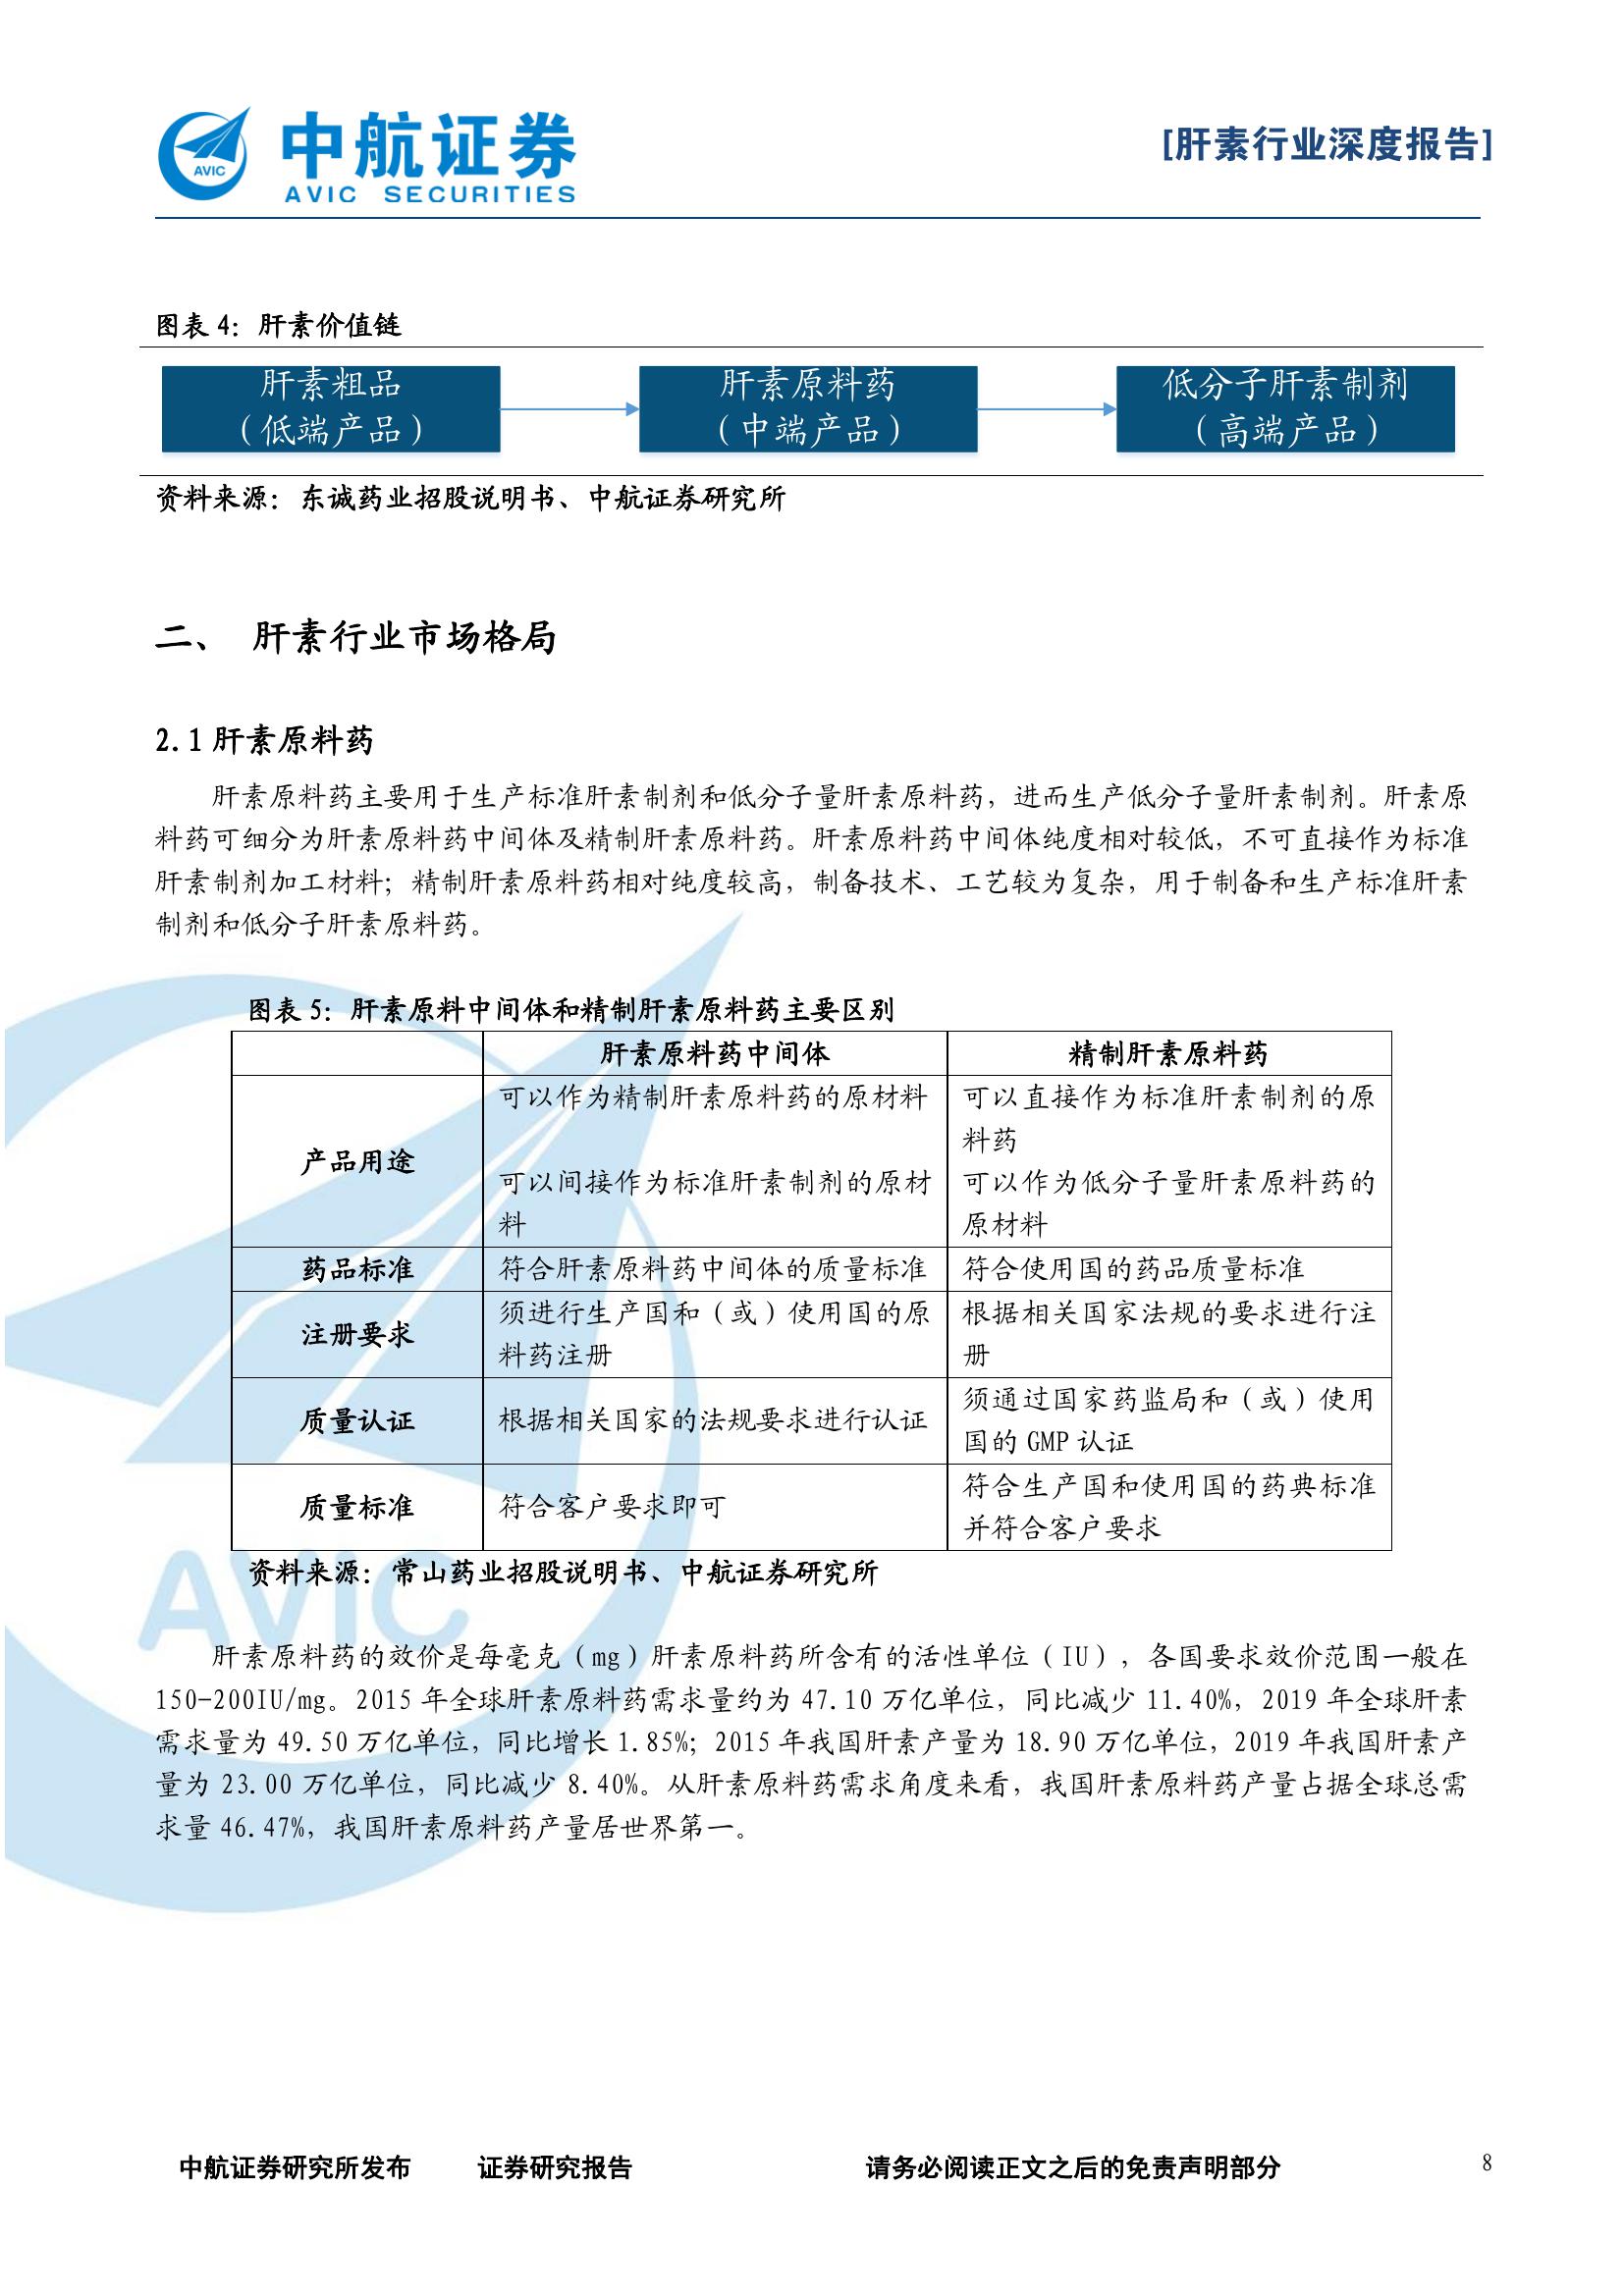 中航证券
AVIC SECURITIES
AVIC
[肝素行业深度报告]
图表 4：肝素价值链
肝素粗品
（低端产品）
肝素原料药
（中端产品）
低分子肝素制剂
（高端产品）
资料来源：东诚药业招股说明书、中航证券研究所
二、 肝素行业市场格局
2.1 肝素原料药
肝素原料药主要用于生产标准肝素制剂和低分子量肝素原料药，进而生产低分子量肝素制剂。肝素原
料药可细分为肝素原料药中间体及精制肝素原料药。肝素原料药中间体纯度相对较低，不可直接作为标准
肝素制剂加工材料；精制肝素原料药相对纯度较高，制备技术、工艺较为复杂，用于制备和生产标准肝素
制剂和低分子肝素原料药。
图表 5：肝素原料中间体和精制肝素原料药主要区别
肝素原料药中间体 精制肝素原料药
产品用途
可以作为精制肝素原料药的原材料
可以间接作为标准肝素制剂的原材
料
可以直接作为标准肝素制剂的原
料药
可以作为低分子量肝素原料药的
原材料
药品标准 符合肝素原料药中间体的质量标准 符合使用国的药品质量标准
注册要求
须进行生产国和（或）使用国的原
料药注册
根据相关国家法规的要求进行注
册
质量认证
根据相关国家的法规要求进行认证
须通过国家药监局和（或）使用
国的 GMP 认证
质量标准
符合客户要求即可
符合生产国和使用国的药典标准
并符合客户要求
资料来源：常山药业招股说明书、中航证券研究所
AVIC
肝素原料药的效价是每毫克（mg）肝素原料药所含有的活性单位（IU），各国要求效价范围一般在
150-200IU/mg。2015 年全球肝素原料药需求量约为 47.10 万亿单位，同比减少 11.40%，2019 年全球肝素
需求量为 49.50 万亿单位，同比增长 1.85%；2015 年我国肝素产量为 18.90 万亿单位，2019 年我国肝素产
量为 23.00 万亿单位，同比减少 8.40%。从肝素原料药需求角度来看，我国肝素原料药产量占据全球总需
求量 46.47%，我国肝素原料药产量居世界第一。
中航证券研究所发布 证券研究报告 请务必阅读正文之后的免责声明部分 8